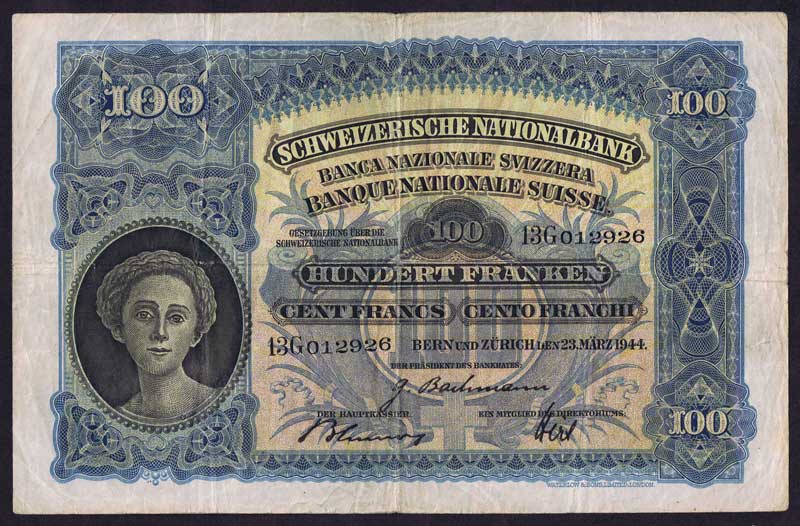 100
100
SCHWEIZERISCHE NATIONALBANK
BANCA NAZIONALE SVIZZERA
BANQUE NATIONALE SUISSE.
GESETZGEBUNG ÜBER DIE
SCHWEIZERISCHE NATIONALBANK
100
13G012926
HUNDERT FRANKEN
CENT FRANCS
CENTO FRANCHI
13G012926
BERN UND ZÜRICH, DEN 23. MÄRZ 1944.
DER PRÄSIDENT DES BANKRATES:
G. Bachmann
DER HAUPTKASSIER.
EIN MITGLIED DES DIREKTORIUMS:
100
WATERLOW & SONS, LIMITED, LONDON